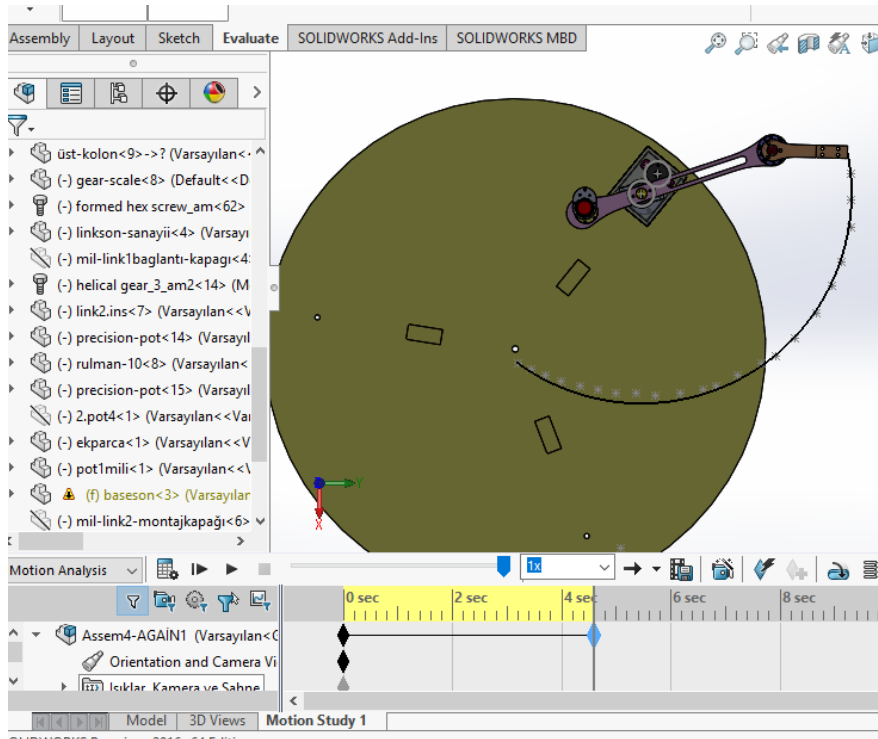 Assembly Layout Sketch Evaluate SOLIDWORKS Add-Ins SOLIDWORKS MBD
üst-kolon<9>->? (Varsayılan<
(-) gear-scale<8> (Default<<D
(-) formed hex screw_am<62>
(-) linkson-sanayii<4> (Varsayı
(-) mil-link1baglantı-kapagı<4
(-) helical gear_3_am2<14> (M
(-) link2.ins<7> (Varsayılan<<V
(-) precision-pot<14> (Varsayıl
(-) rulman-10<8> (Varsayılan<
(-) precision-pot<15> (Varsayıl
(-) 2.pot4<1> (Varsayılan<<Var
(-) ekparca<1> (Varsayılan<<V
(-) pot1mili<1> (Varsayılan<<V
(f) baseson<3> (Varsayılan
(-) mil-link2-montajkapağı<6>
Y
X
Motion Analysis 1x
0 sec 2 sec 4 sec 6 sec 8 sec
Assem4-AGAİN1 (Varsayılan<
Orientation and Camera Vi
Işıklar, Kamera ve Sahne
Model 3D Views Motion Study 1